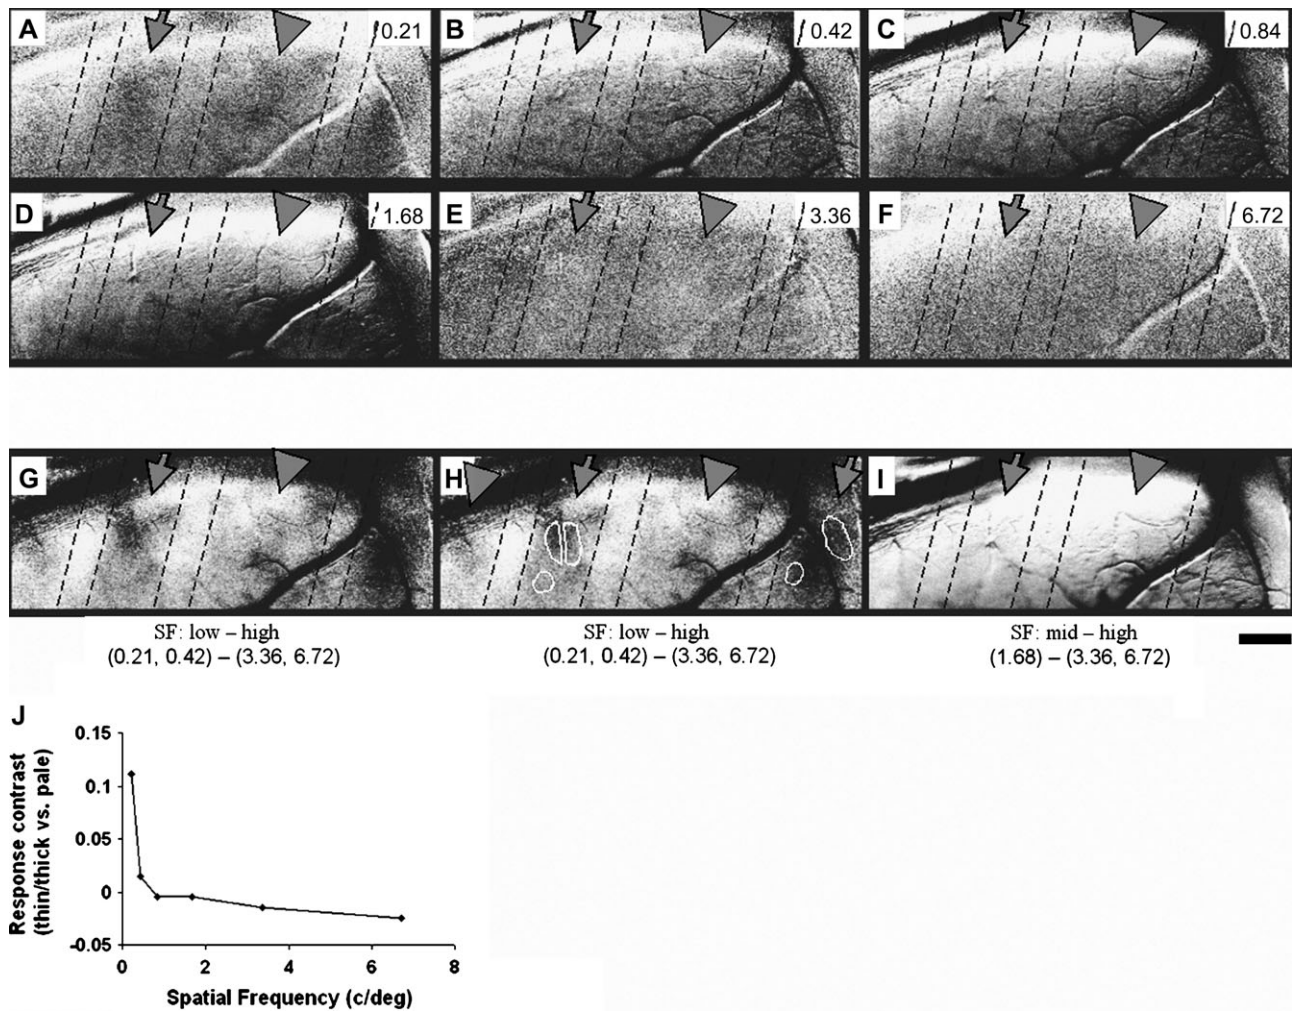 A 0.21
B 0.42
C 0.84
D 1.68
E 3.36
F 6.72
G
H
I
SF: low – high
(0.21, 0.42) – (3.36, 6.72)
SF: low – high
(0.21, 0.42) – (3.36, 6.72)
SF: mid – high
(1.68) – (3.36, 6.72)
J
Response contrast
(thin/thick vs. pale)
0.15
0.1
0.05
0
-0.05
0 2 4 6 8
Spatial Frequency (c/deg)